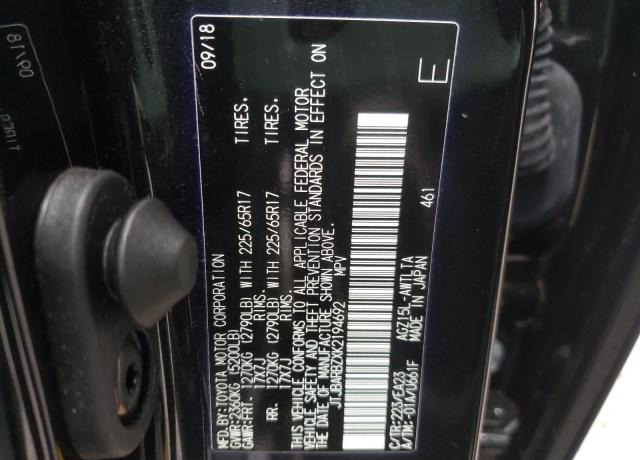 MFD.BY:TOYOTA MOTOR CORPORATION 09/18
GVWR:2360KG (5200LB)
GAWR:FRT. 1270KG (2790LB) WITH 225/65R17 TIRES.
17X7J RIMS.
RR. 1270KG (2790LB) WITH 225/65R17 TIRES.
17X7J RIMS.
THIS VEHICLE CONFORMS TO ALL APPLICABLE FEDERAL MOTOR
VEHICLE SAFETY AND THEFT PREVENTION STANDARDS IN EFFECT ON
THE DATE OF MANUFACTURE SHOWN ABOVE.
JTJBARBZXK2194692 MPV
C/TR:223/EA23 AGZ15L-AWTLTA 461 E
MADE IN JAPAN